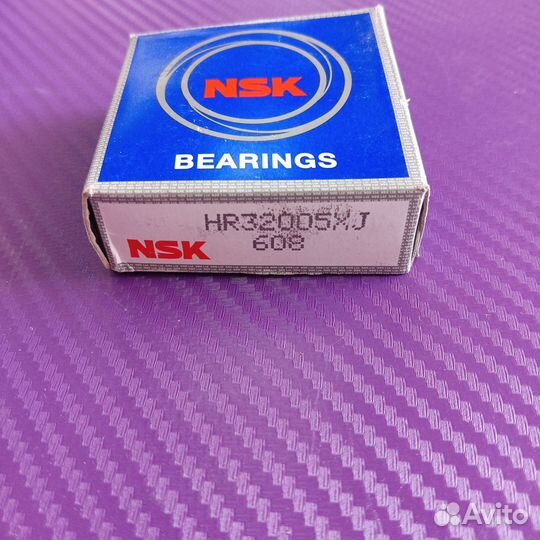 NSK
BEARINGS
HR32005XJ
NSK
608
Avito